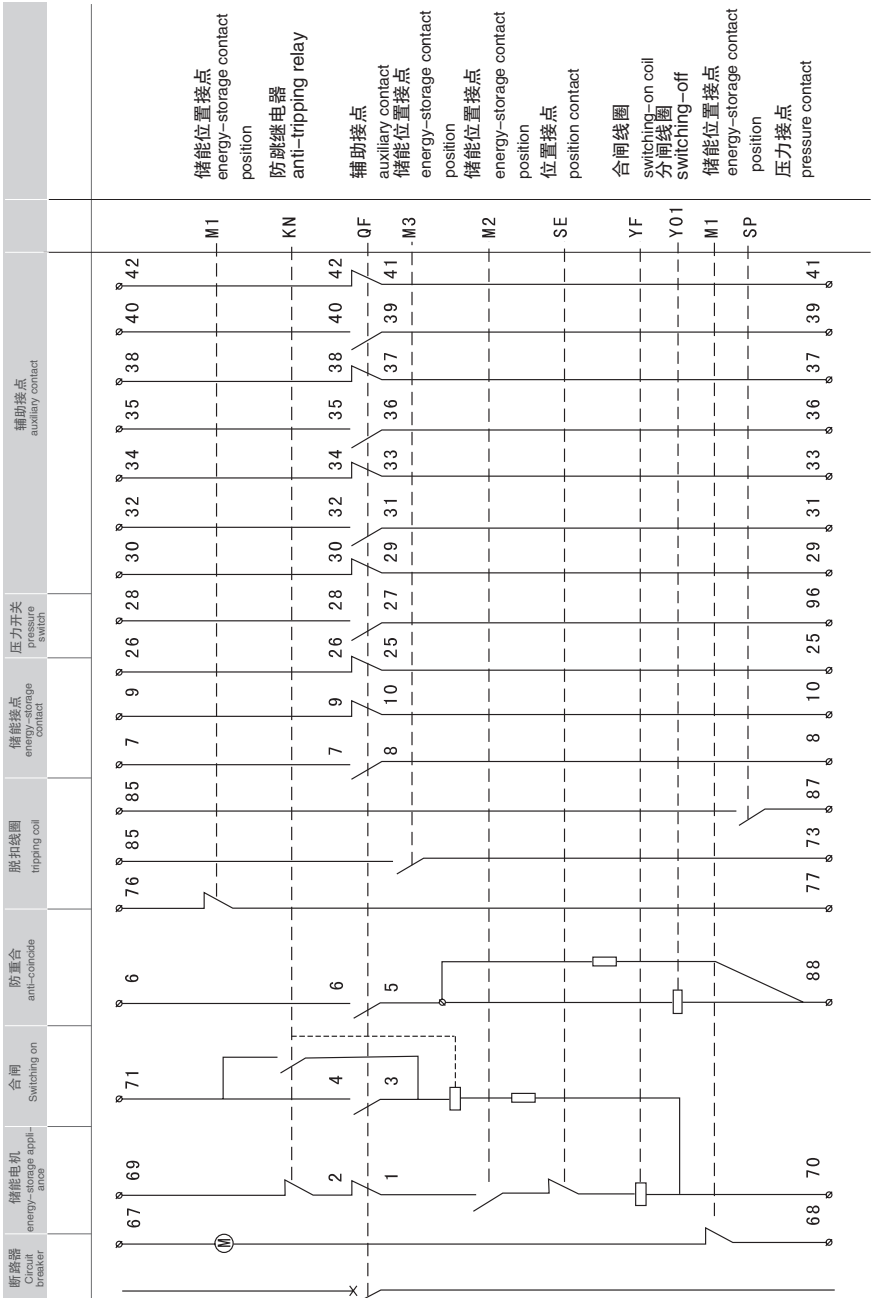 储能位置接点
energy-storage contact
position
防跳继电器
anti-tripping relay
辅助接点
auxiliary contact
储能位置接点
energy-storage contact
position
储能位置接点
energy-storage contact
position
位置接点
position contact
合闸线圈
switching-on coil
分闸线圈
switching-off
储能位置接点
energy-storage contact
position
压力接点
pressure contact
M1
KN
QF
M3
M2
SE
YF
Y01
M1
SP
辅助接点
auxiliary contact
42 42 41 41
40 40 39 39
38 38 37 37
35 35 36 36
34 34 33 33
32 32 31 31
30 30 29 29
压力开关
pressure
switch
28 28 27 96
26 26 25 25
储能接点
energy-storage
contact
9 9 10 10
7 7 8 8
脱扣线圈
tripping coil
85 87
85 73
76 77
防重合
anti-coincide
6 6 5 88
合闸
Switching on
71 4 3
储能电机
energy-storage appli-
ance
69 2 1 70
67 M 68
断路器
Circuit
breaker